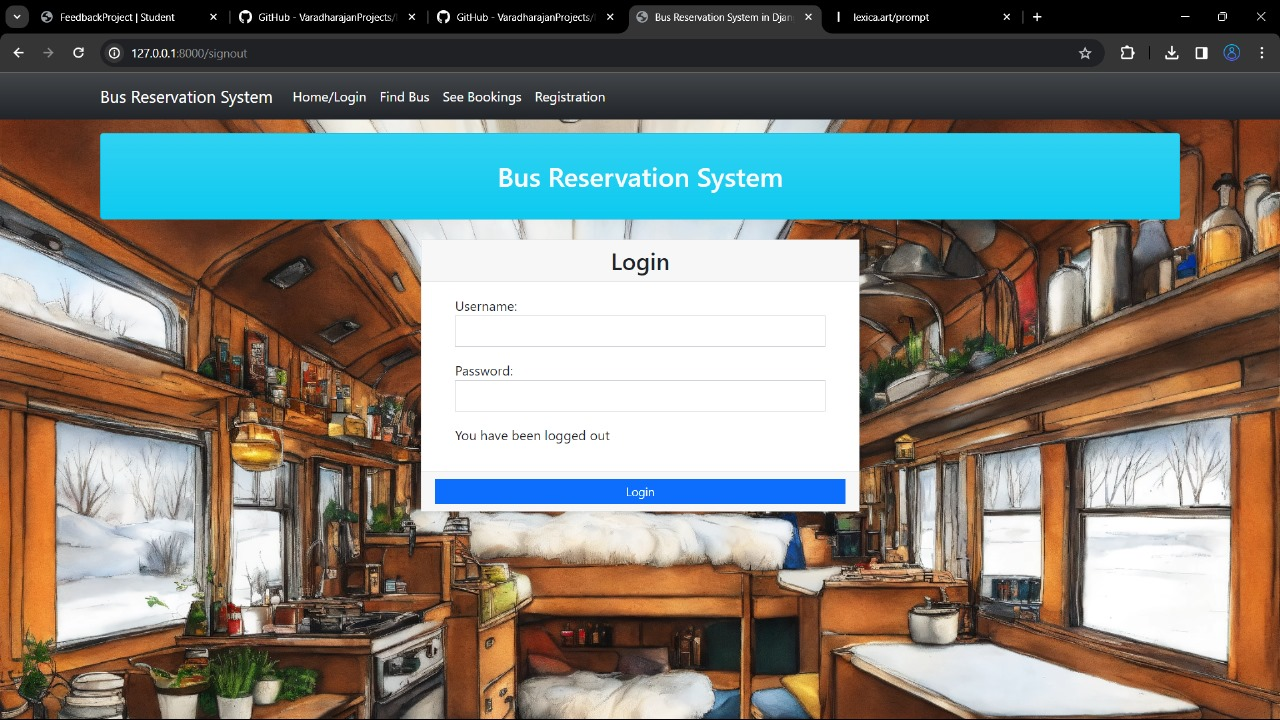 FeedbackProject | Student
GitHub - VaradharajanProjects/
GitHub - VaradharajanProjects/
Bus Reservation System in Djan
lexica.art/prompt
127.0.0.1:8000/signout
Bus Reservation System Home/Login Find Bus See Bookings Registration
Bus Reservation System
Login
Username:
Password:
You have been logged out
Login